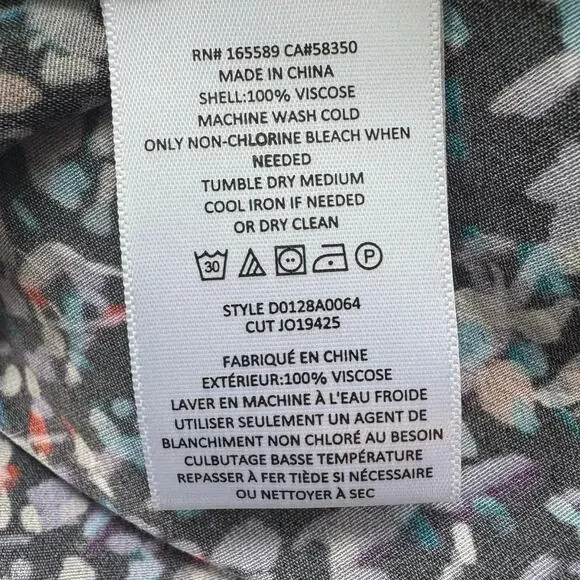 RN# 165589 CA#58350
MADE IN CHINA
SHELL:100% VISCOSE
MACHINE WASH COLD
ONLY NON-CHLORINE BLEACH WHEN
NEEDED
TUMBLE DRY MEDIUM
COOL IRON IF NEEDED
OR DRY CLEAN
30 P
STYLE D0128A0064
CUT JO19425
FABRIQUÉ EN CHINE
EXTÉRIEUR:100% VISCOSE
LAVER EN MACHINE À L'EAU FROIDE
UTILISER SEULEMENT UN AGENT DE
BLANCHIMENT NON CHLORÉ AU BESOIN
CULBUTAGE BASSE TEMPÉRATURE
REPASSER À FER TIÈDE SI NÉCESSAIRE
OU NETTOYER À SEC